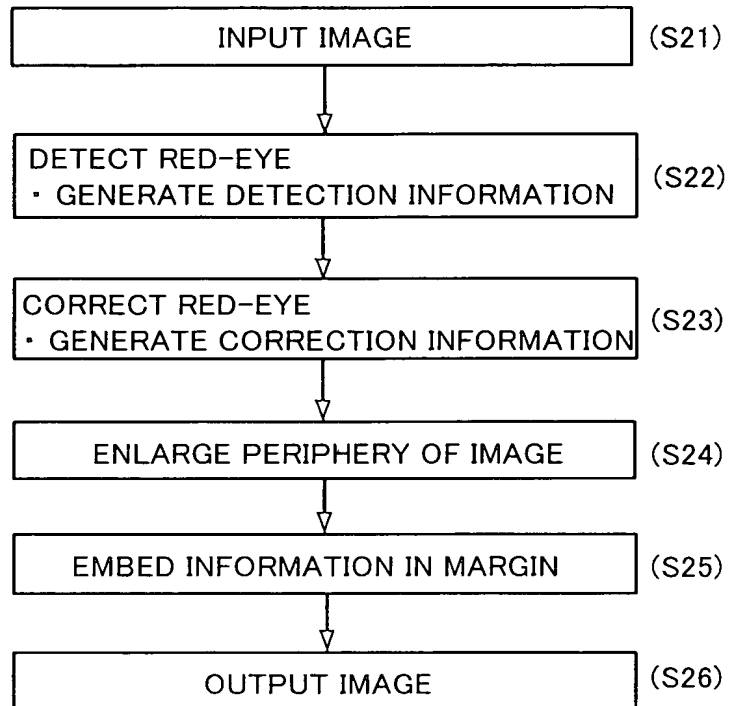 INPUT IMAGE (S21)
DETECT RED-EYE
・GENERATE DETECTION INFORMATION (S22)
CORRECT RED-EYE
・GENERATE CORRECTION INFORMATION (S23)
ENLARGE PERIPHERY OF IMAGE (S24)
EMBED INFORMATION IN MARGIN (S25)
OUTPUT IMAGE (S26)